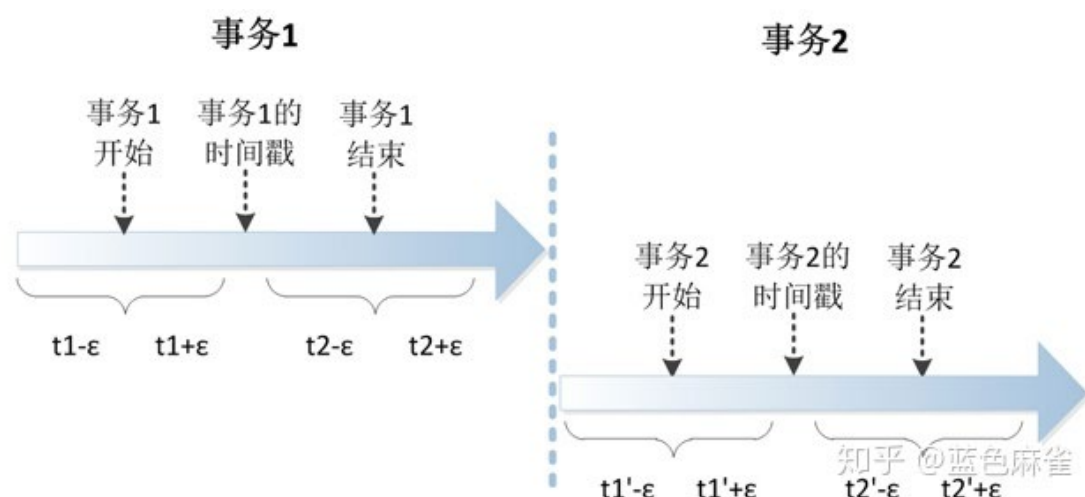 事务1
事务2
事务1 事务1的 事务1
开始 时间戳 结束
t1-ε t1+ε t2-ε t2+ε
事务2 事务2的 事务2
开始 时间戳 结束
t1'-ε t1'+ε t2'-ε t2'+ε
知乎 @蓝色麻雀